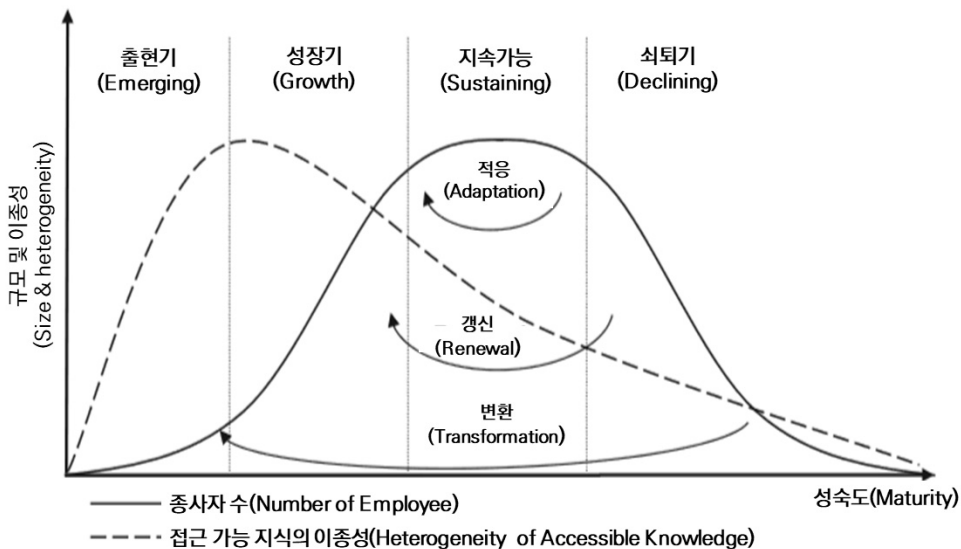 출현기
(Emerging)
성장기
(Growth)
지속가능
(Sustaining)
쇠퇴기
(Declining)
규모 및 이종성
(Size & heterogeneity)
적응
(Adaptation)
갱신
(Renewal)
변환
(Transformation)
성숙도(Maturity)
종사자 수(Number of Employee)
접근 가능 지식의 이종성(Heterogeneity of Accessible Knowledge)